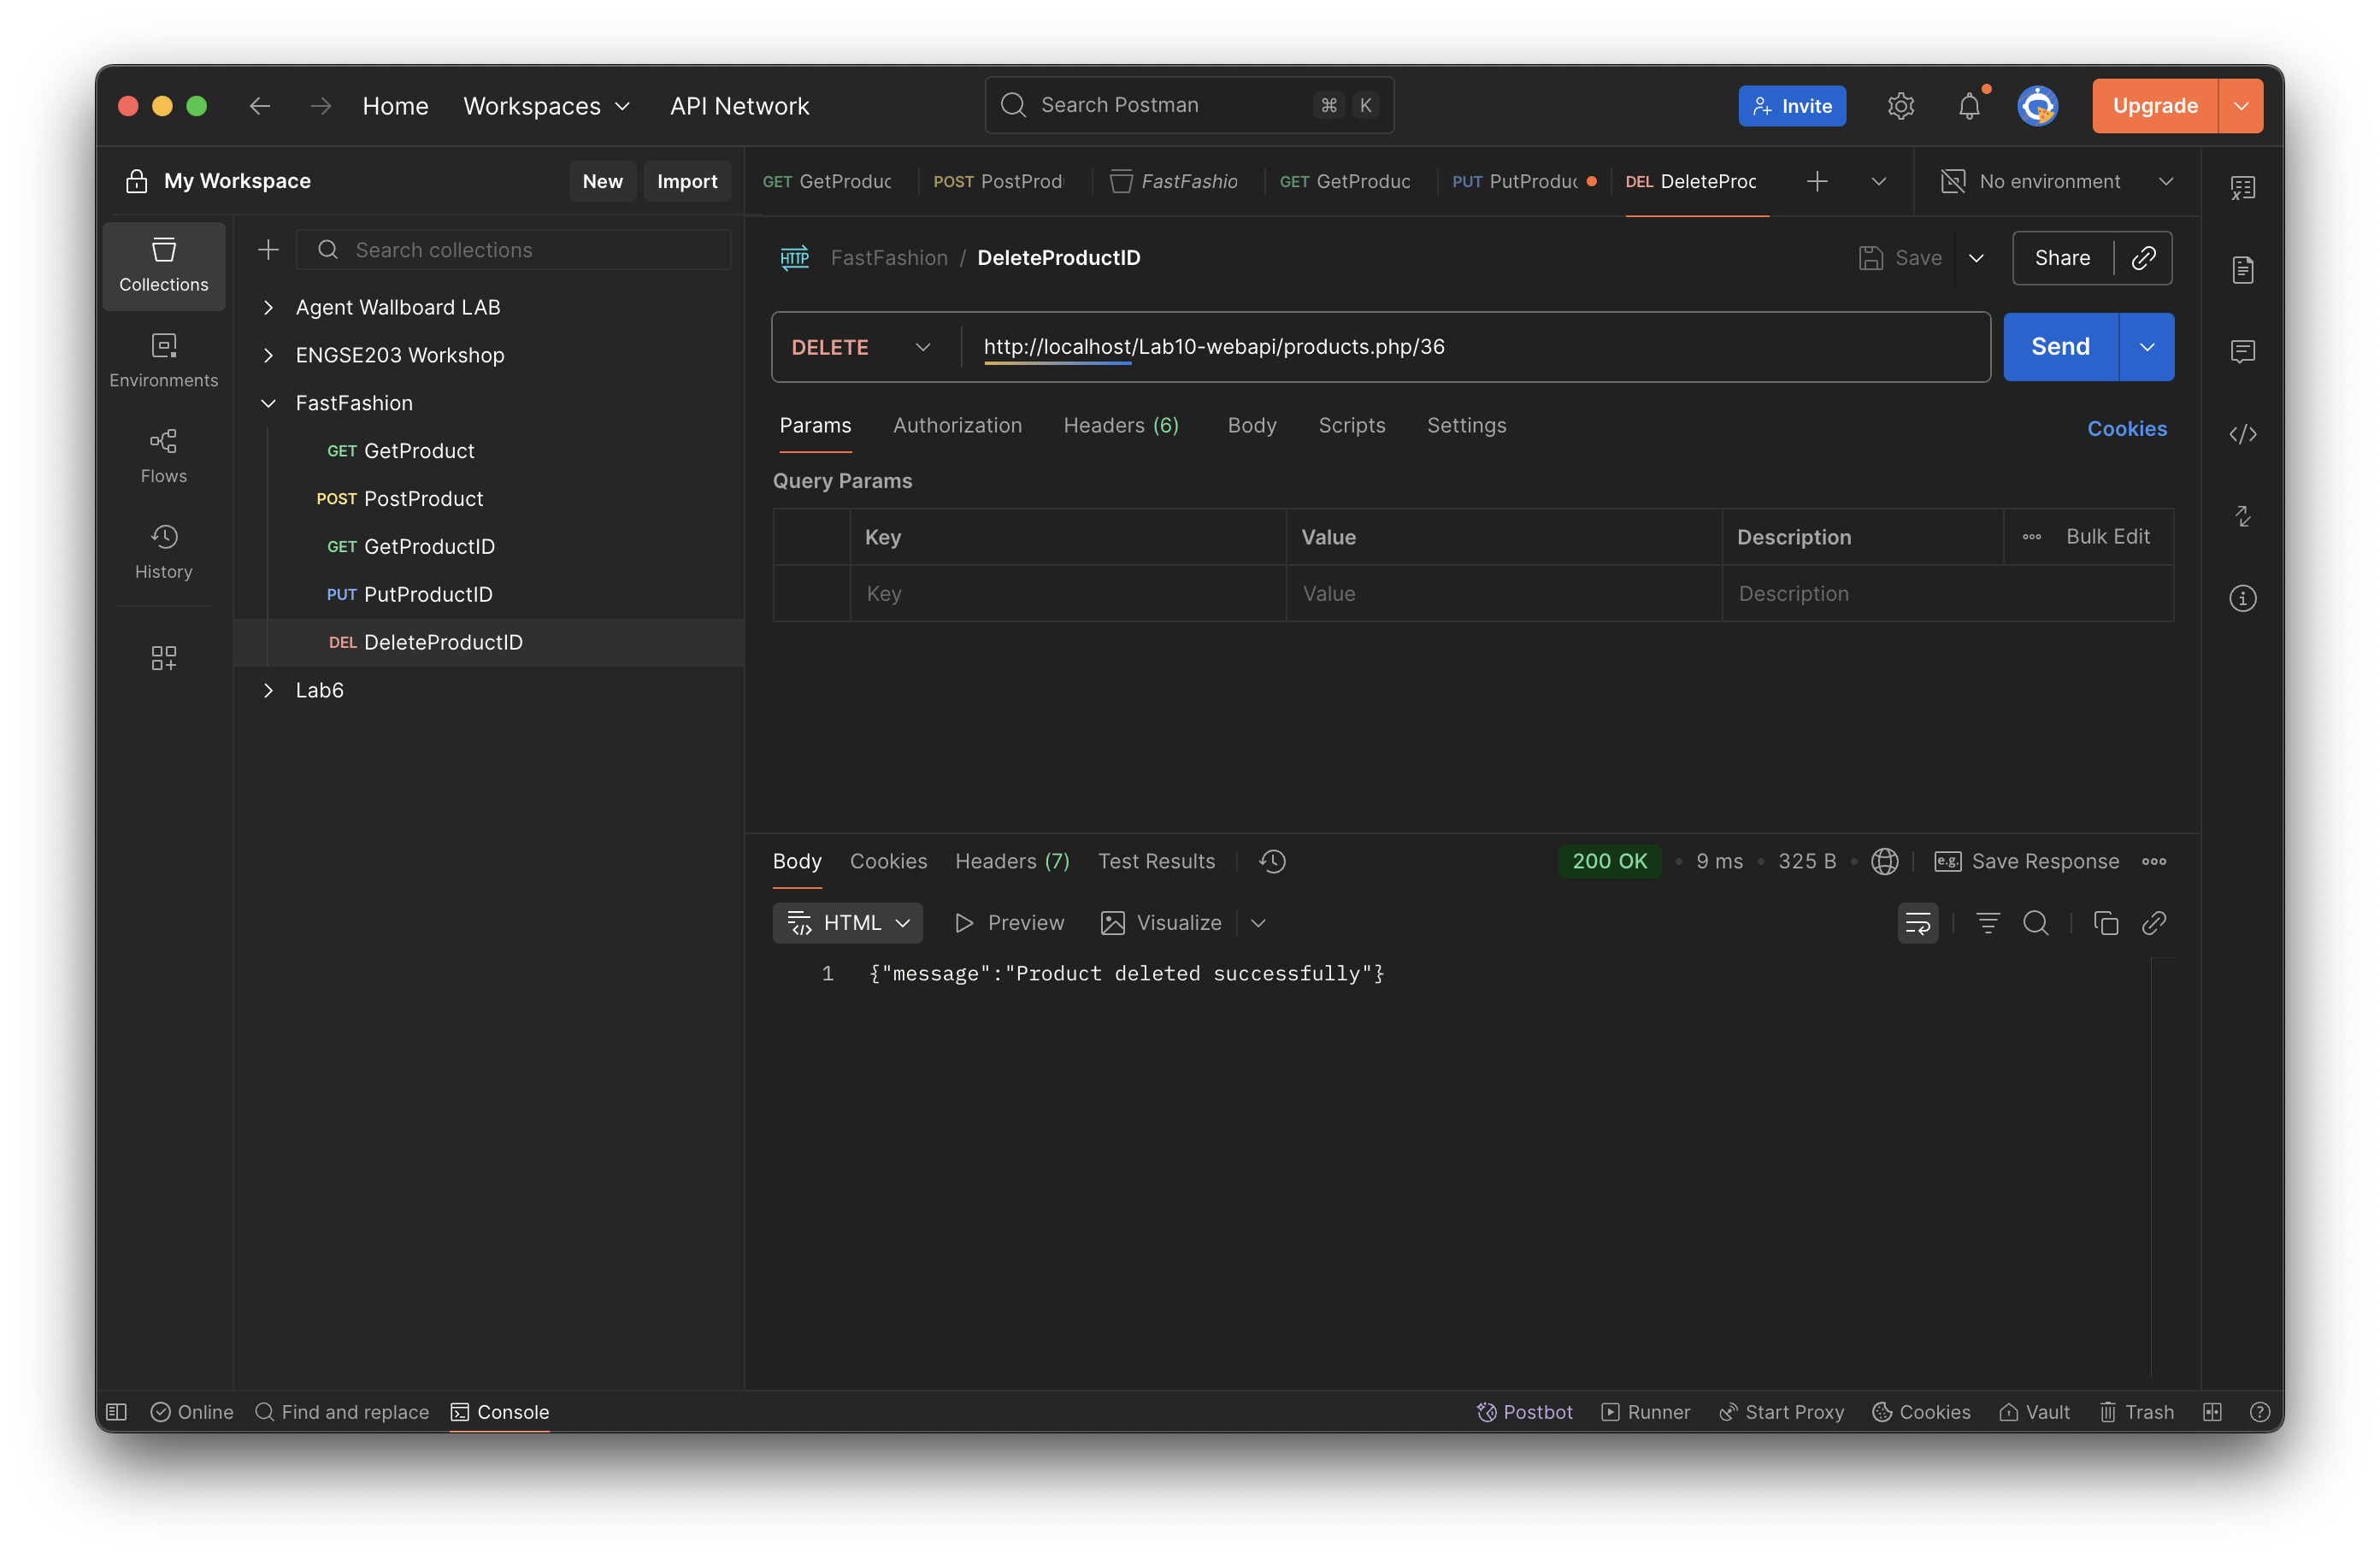 Home Workspaces API Network Search Postman ⌘ K Invite Upgrade
My Workspace New Import
GET GetProduc POST PostProd FastFashio GET GetProduc PUT PutProduc DEL DeleteProc No environment
Collections
Environments
Flows
History
Search collections
Agent Wallboard LAB
ENGSE203 Workshop
FastFashion
GET GetProduct
POST PostProduct
GET GetProductID
PUT PutProductID
DEL DeleteProductID
Lab6
HTTP FastFashion / DeleteProductID Save Share
DELETE http://localhost/Lab10-webapi/products.php/36 Send
Params Authorization Headers (6) Body Scripts Settings Cookies
Query Params
Key Value Description Bulk Edit
Key Value Description
Body Cookies Headers (7) Test Results 200 OK • 9 ms • 325 B • e.g. Save Response
HTML Preview Visualize
1 {"message":"Product deleted successfully"}
Online Find and replace Console Postbot Runner Start Proxy Cookies Vault Trash